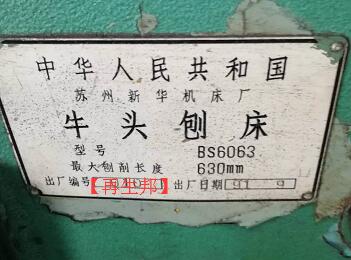 中华人民共和国
苏州新华机床厂
牛头刨床
型号 BS6063
最大刨削长度 630mm
出厂编号 【再生邦】 出厂日期 91 9